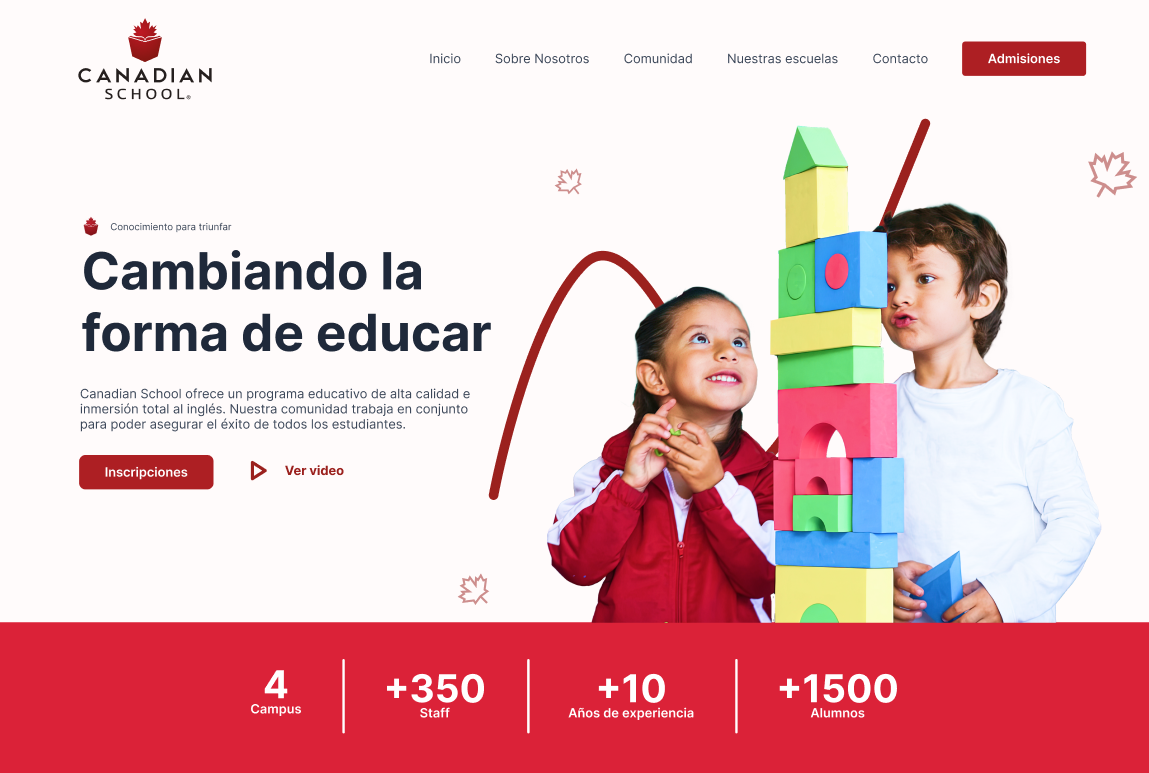 CANADIAN
SCHOOL®
Inicio
Sobre Nosotros
Comunidad
Nuestras escuelas
Contacto
Admisiones
Conocimiento para triunfar
Cambiando la
forma de educar
Canadian School ofrece un programa educativo de alta calidad e
inmersión total al inglés. Nuestra comunidad trabaja en conjunto
para poder asegurar el éxito de todos los estudiantes.
Inscripciones
Ver video
4
Campus
+350
Staff
+10
Años de experiencia
+1500
Alumnos